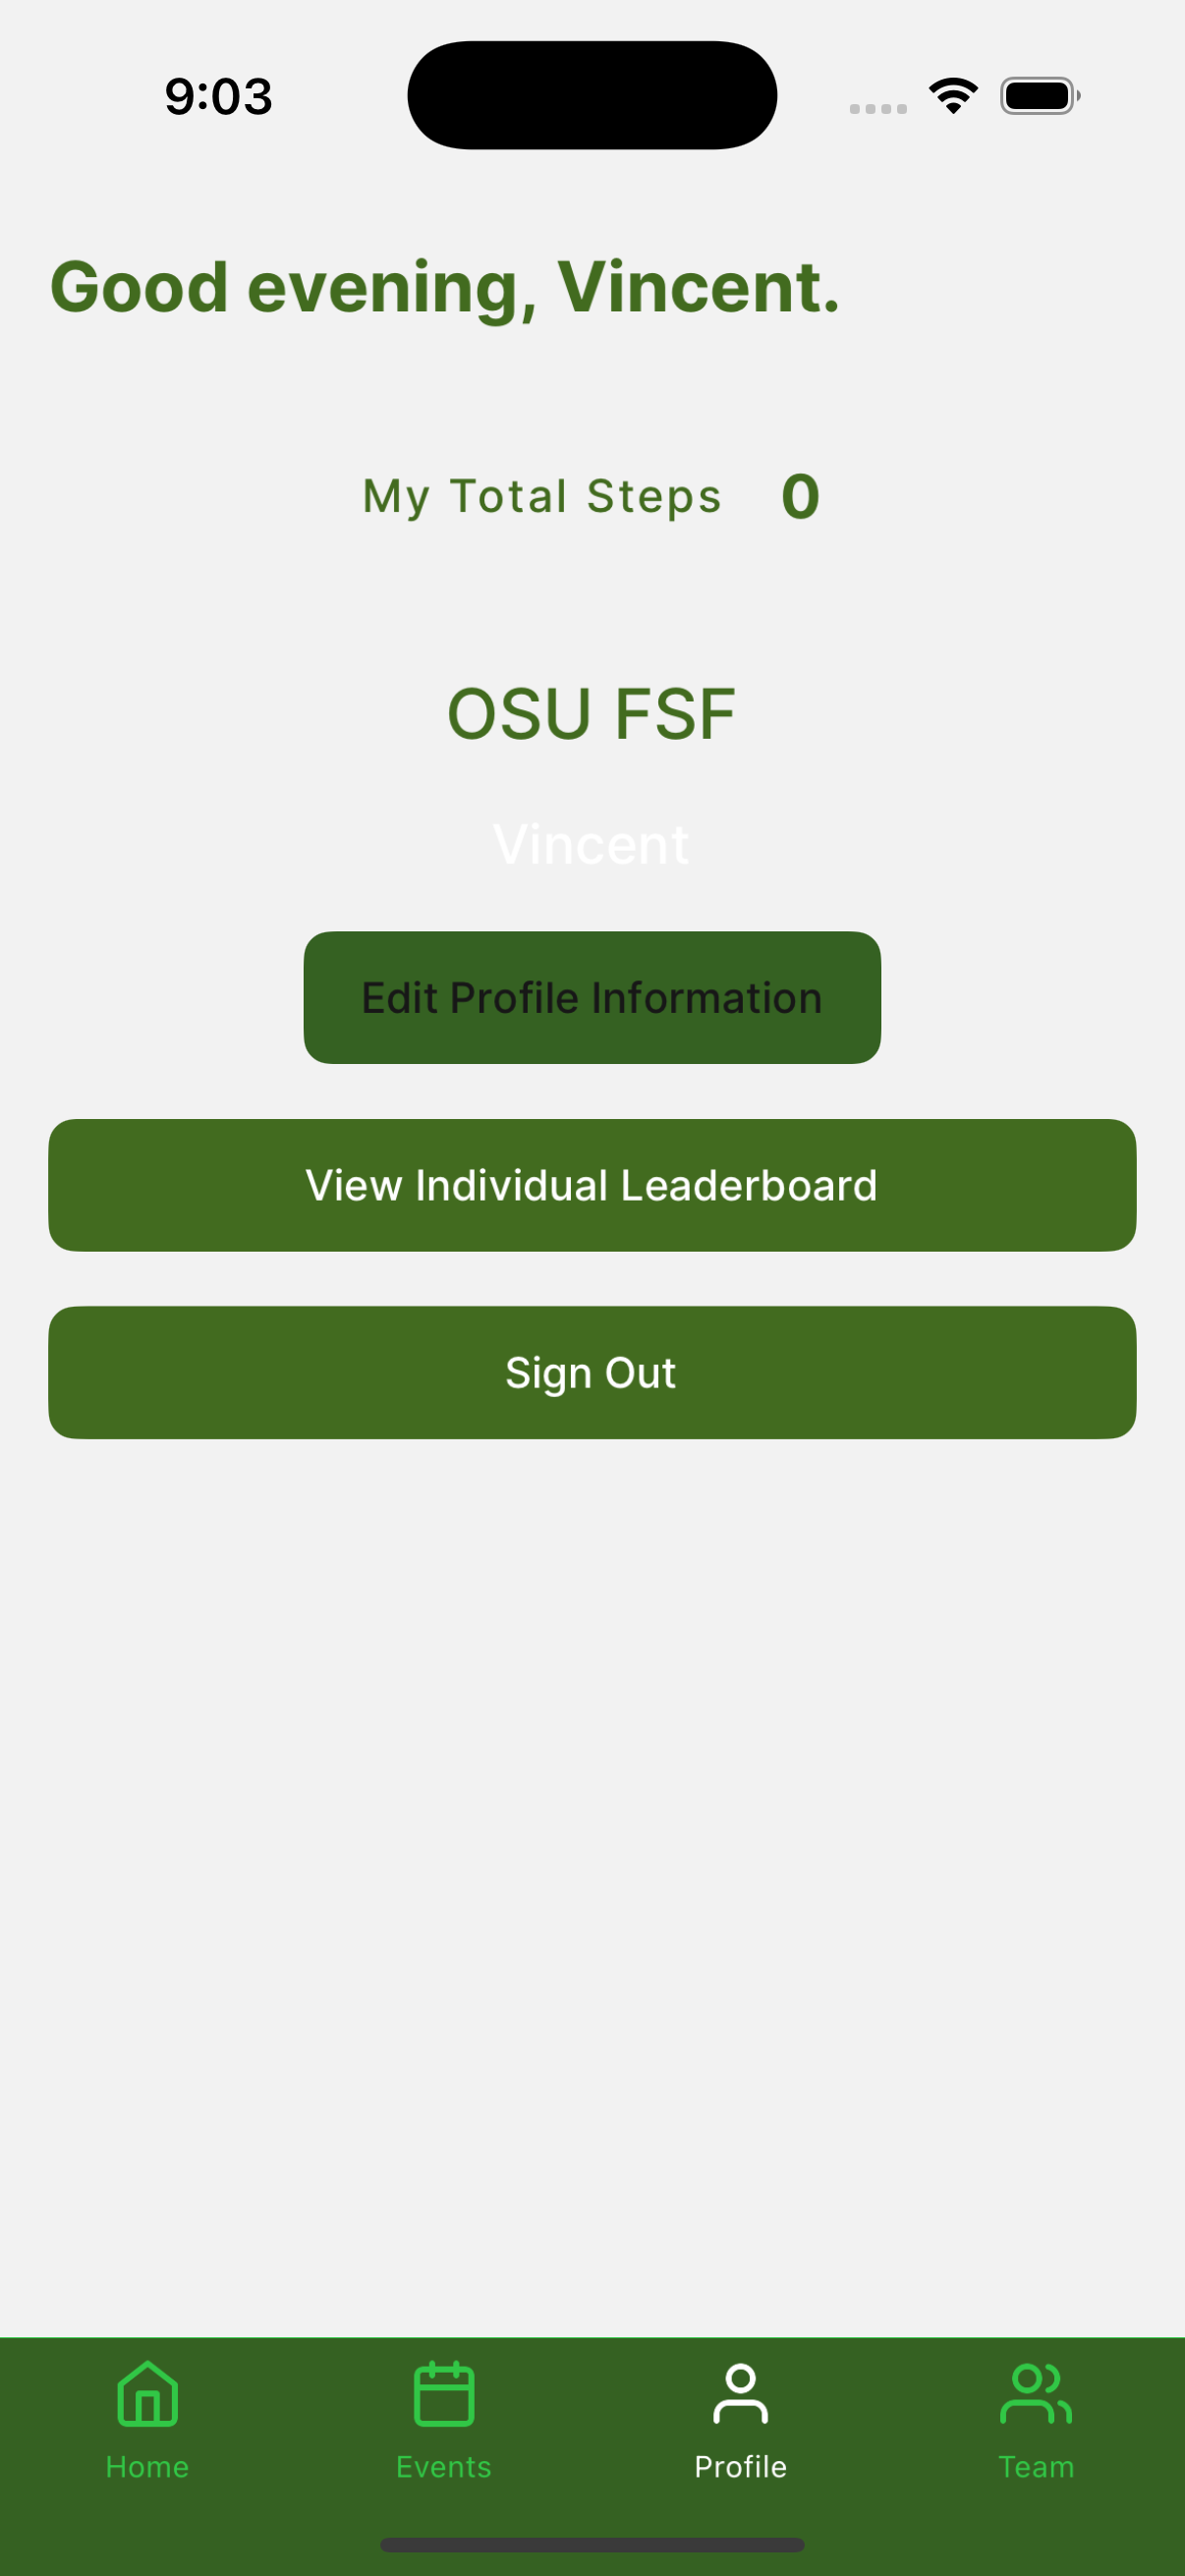 9:03
Good evening, Vincent.
My Total Steps 0
OSU FSF
Vincent
Edit Profile Information
View Individual Leaderboard
Sign Out
Home Events Profile Team